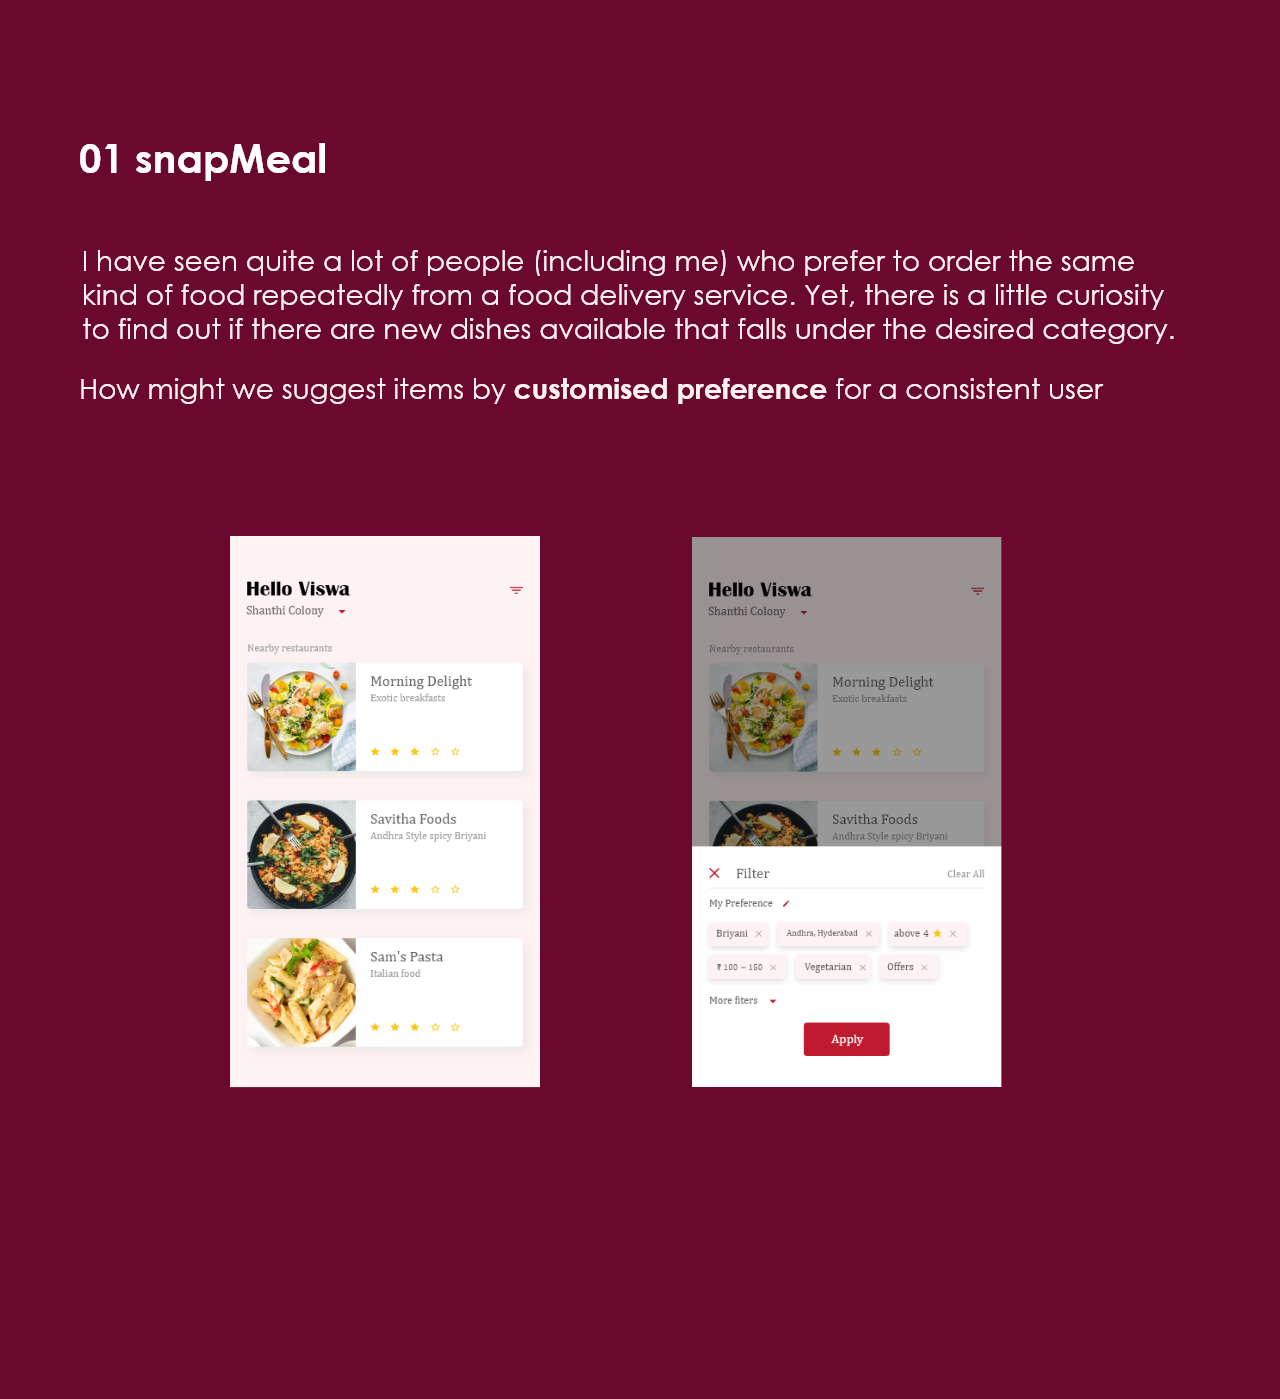 01 snapMeal
I have seen quite a lot of people (including me) who prefer to order the same
kind of food repeatedly from a food delivery service. Yet, there is a little curiosity
to find out if there are new dishes available that falls under the desired category.
How might we suggest items by customised preference for a consistent user
Hello Viswa
Shanthi Colony
Nearby restaurants
Morning Delight
Exotic breakfasts
Savitha Foods
Andhra Style spicy Briyani
Sam's Pasta
Italian food
Hello Viswa
Shanthi Colony
Nearby restaurants
Morning Delight
Exotic breakfasts
Savitha Foods
Andhra Style spicy Briyani
Filter Clear All
My Preference
Briyani Andhra, Hyderabad above 4
₹ 100 - 150 Vegetarian Offers
More fiters
Apply